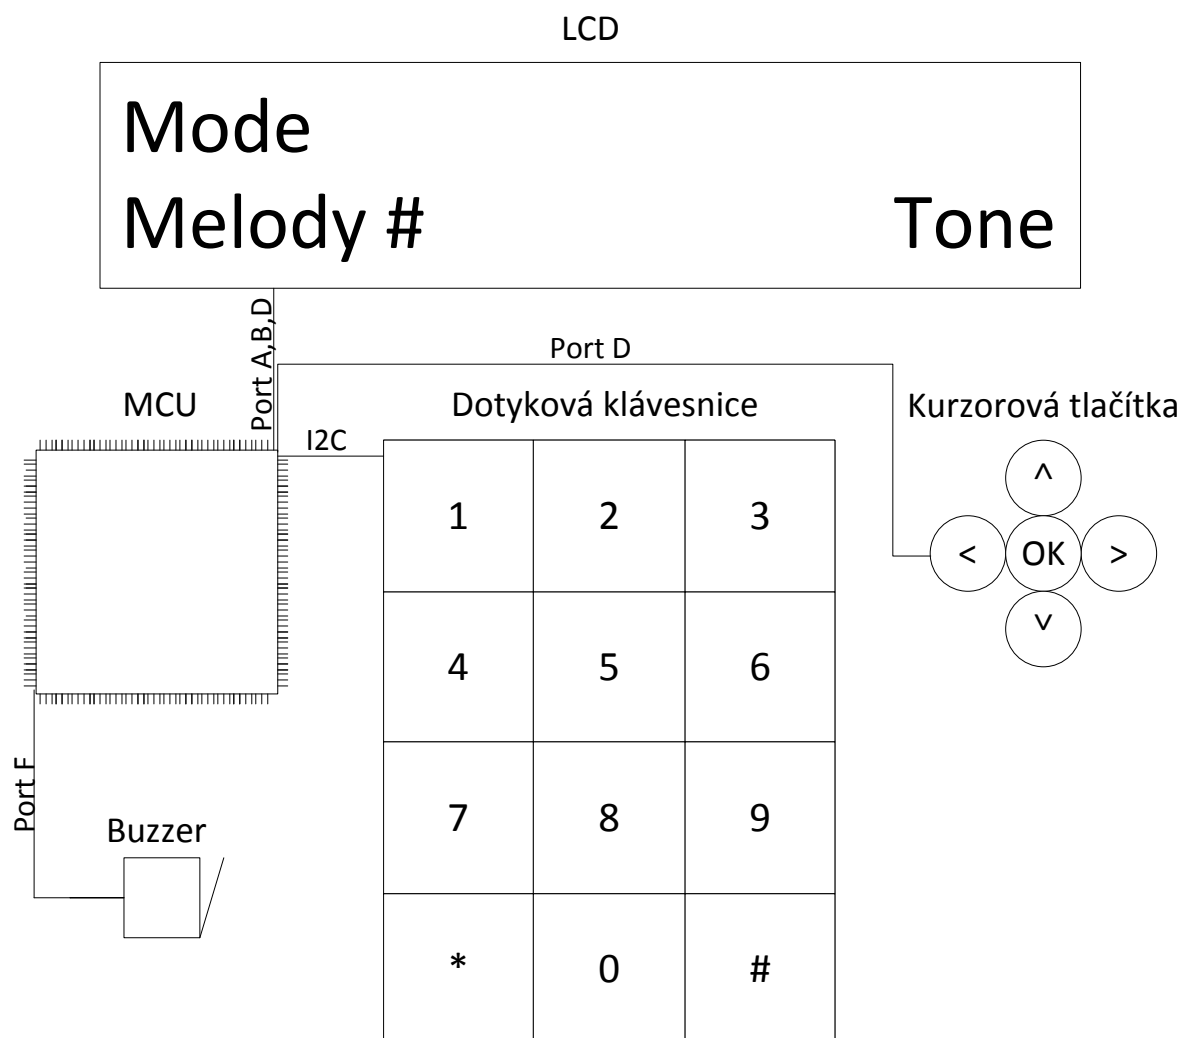 LCD
Mode
Melody # Tone
Port A,B,D
Port D
MCU
Dotyková klávesnice
Kurzorová tlačítka
I2C
1 2 3
^
< OK >
˅
4 5 6
Port F
7 8 9
Buzzer
* 0 #